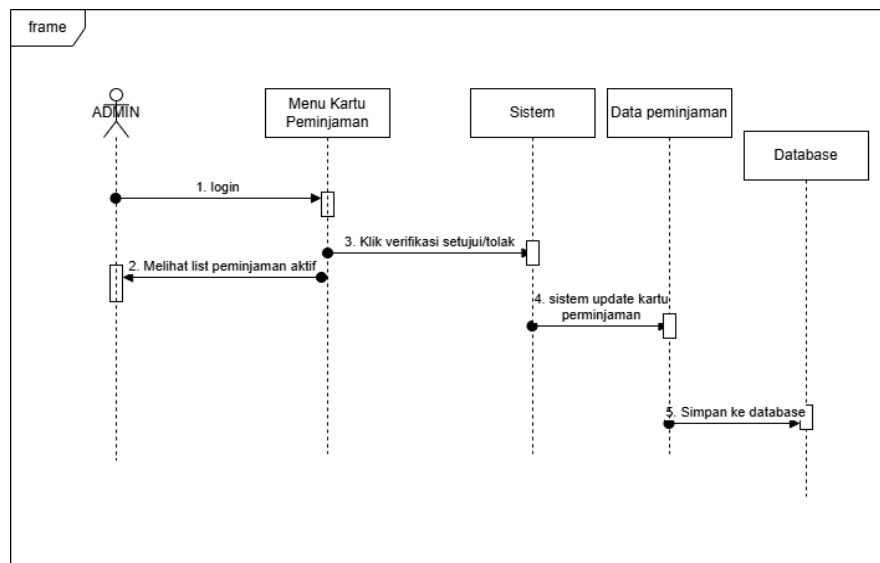 frame
ADMIN
Menu Kartu
Peminjaman
Sistem
Data peminjaman
Database
1. login
3. Klik verifikasi setujui/tolak
2. Melihat list peminjaman aktif
4. sistem update kartu
perminjaman
5. Simpan ke database